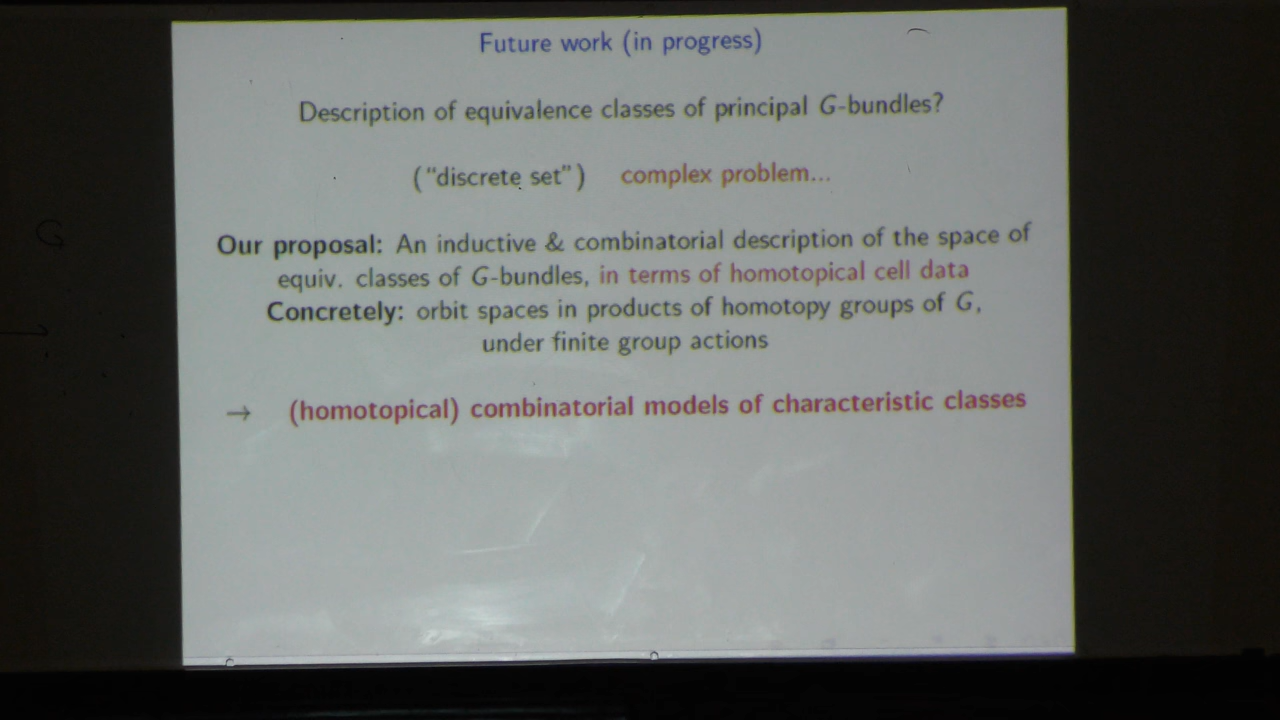 Future work (in progress)
Description of equivalence classes of principal G-bundles?
("discrete set") complex problem...
Our proposal: An inductive & combinatorial description of the space of
equiv. classes of G-bundles, in terms of homotopical cell data
Concretely: orbit spaces in products of homotopy groups of G,
under finite group actions
→ (homotopical) combinatorial models of characteristic classes